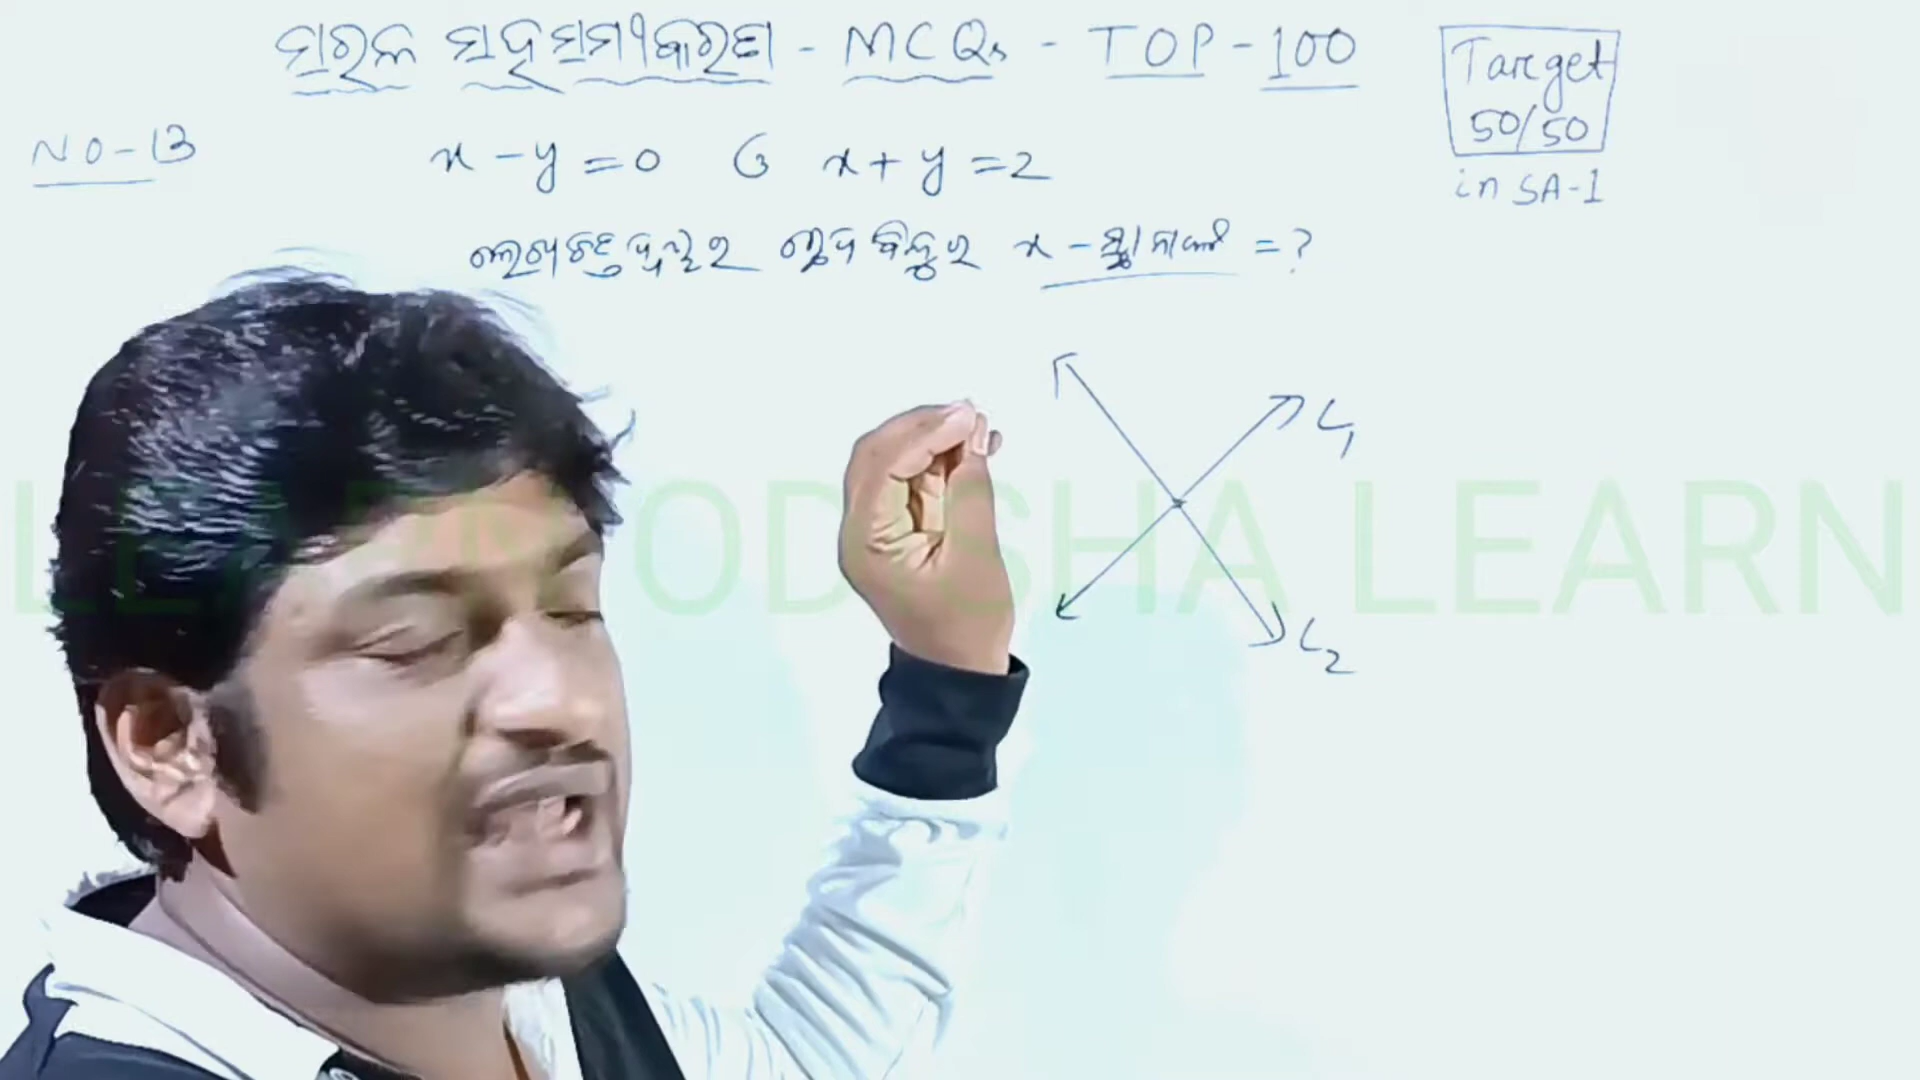 ସରଳ ସହସମୀକରଣ - MCQs - TOP - 100
Target
50/50
in SA-1
NO-13
x - y = 0 ଓ x + y = 2
ଲେଖଚିତ୍ରଦ୍ୱୟର ଛେଦବିନ୍ଦୁର x - ସ୍ଥାନାଙ୍କ = ?
L1
LEARN ODISHA LEARN
L2